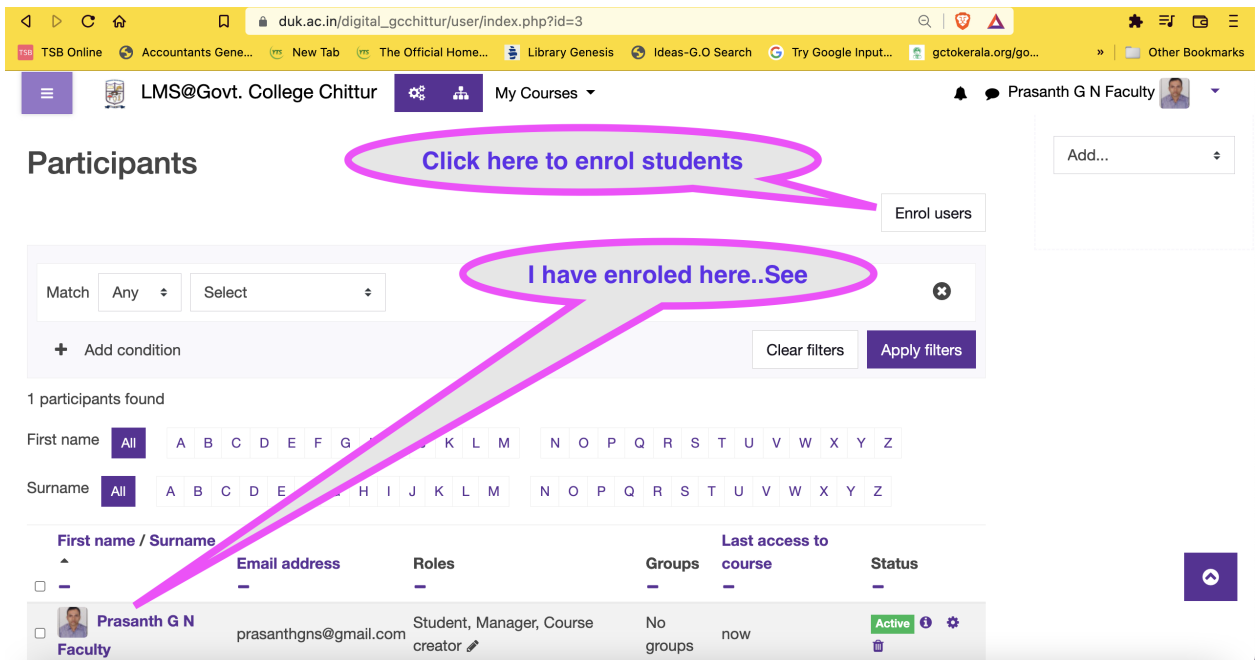 duk.ac.in/digital_gcchittur/user/index.php?id=3
TSB TSB Online Accountants Gene... New Tab The Official Home... Library Genesis Ideas-G.O Search Try Google Input... gctokerala.org/go... » Other Bookmarks
LMS@Govt. College Chittur My Courses Prasanth G N Faculty
Click here to enrol students
Add...
Participants
Enrol users
I have enroled here..See
Match Any Select
Add condition Clear filters Apply filters
1 participants found
First name All A B C D E F G K L M N O P Q R S T U V W X Y Z
Surname All A B C D E H I J K L M N O P Q R S T U V W X Y Z
First name / Surname
Email address Roles Groups Last access to course Status
Prasanth G N Faculty prasanthgns@gmail.com Student, Manager, Course creator No groups now Active